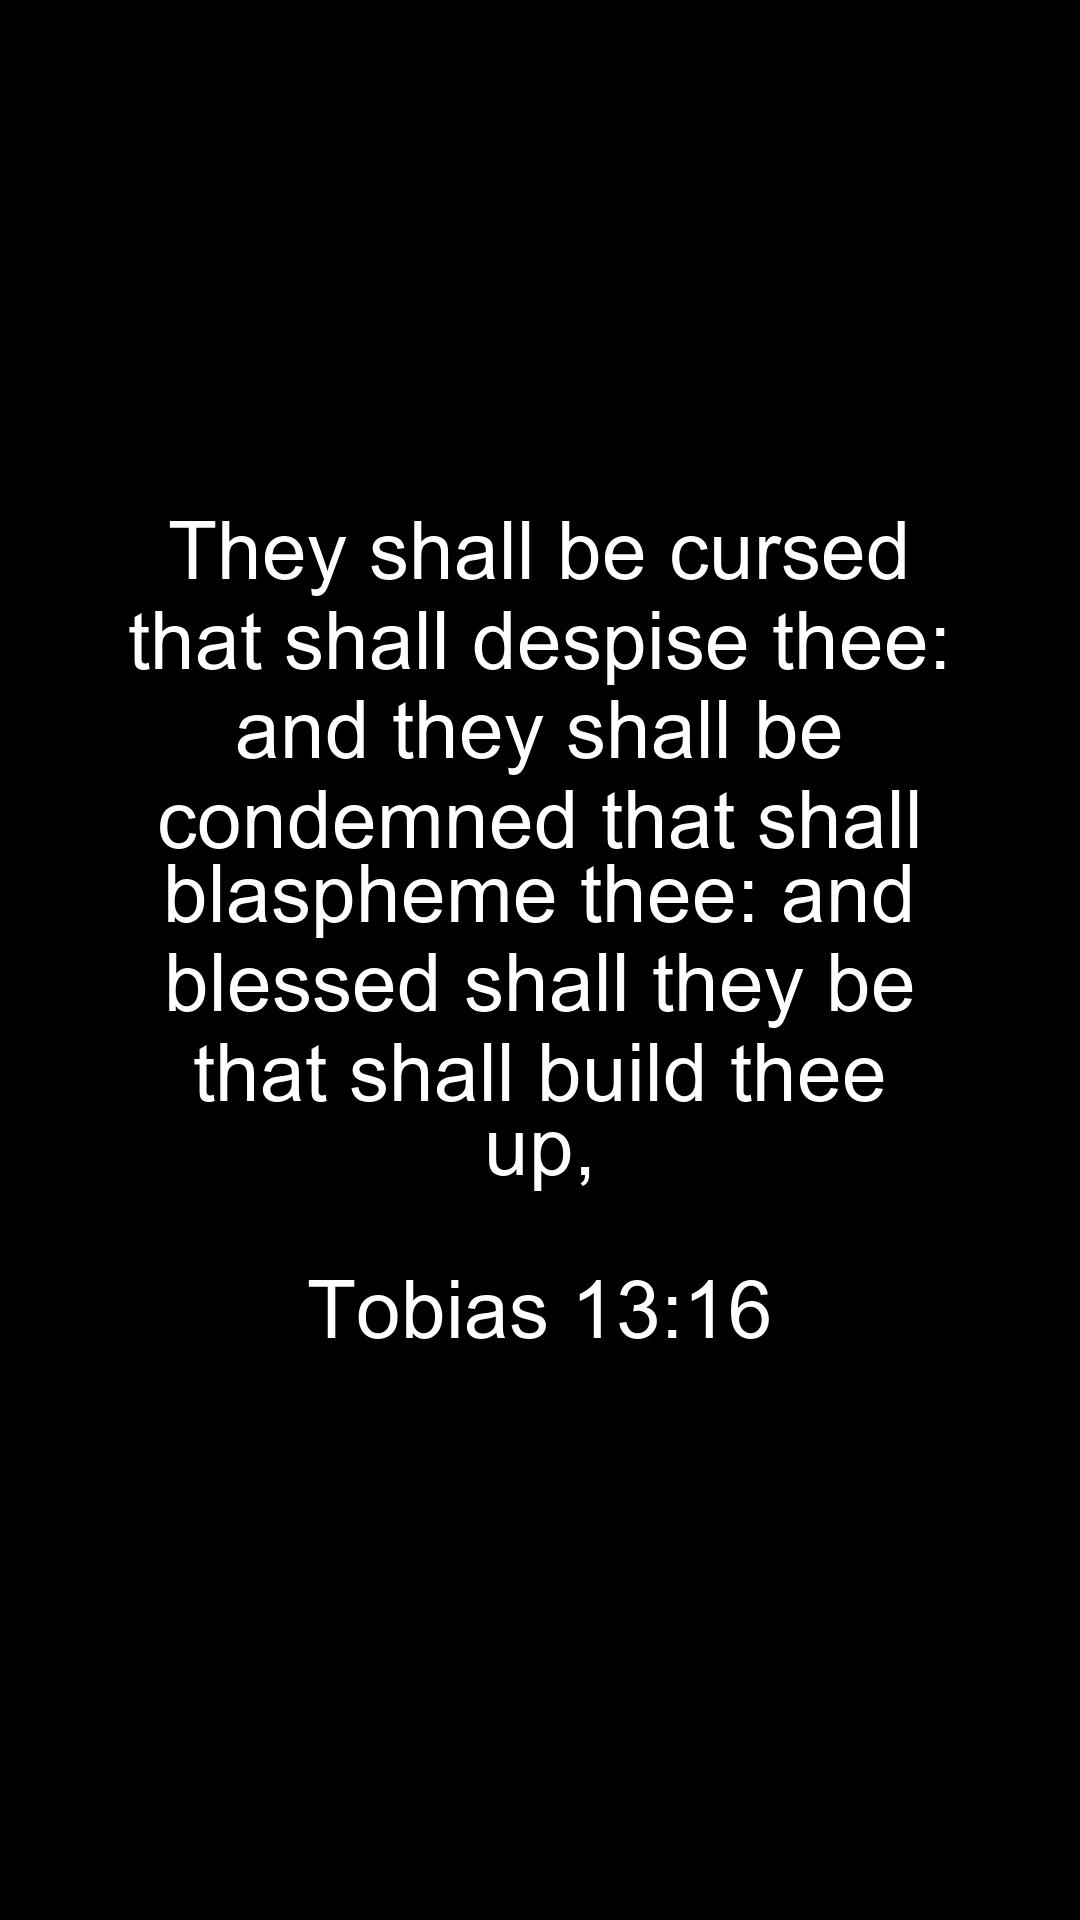 They shall be cursed
that shall despise thee:
and they shall be
condemned that shall
blaspheme thee: and
blessed shall they be
that shall build thee
up,
Tobias 13:16